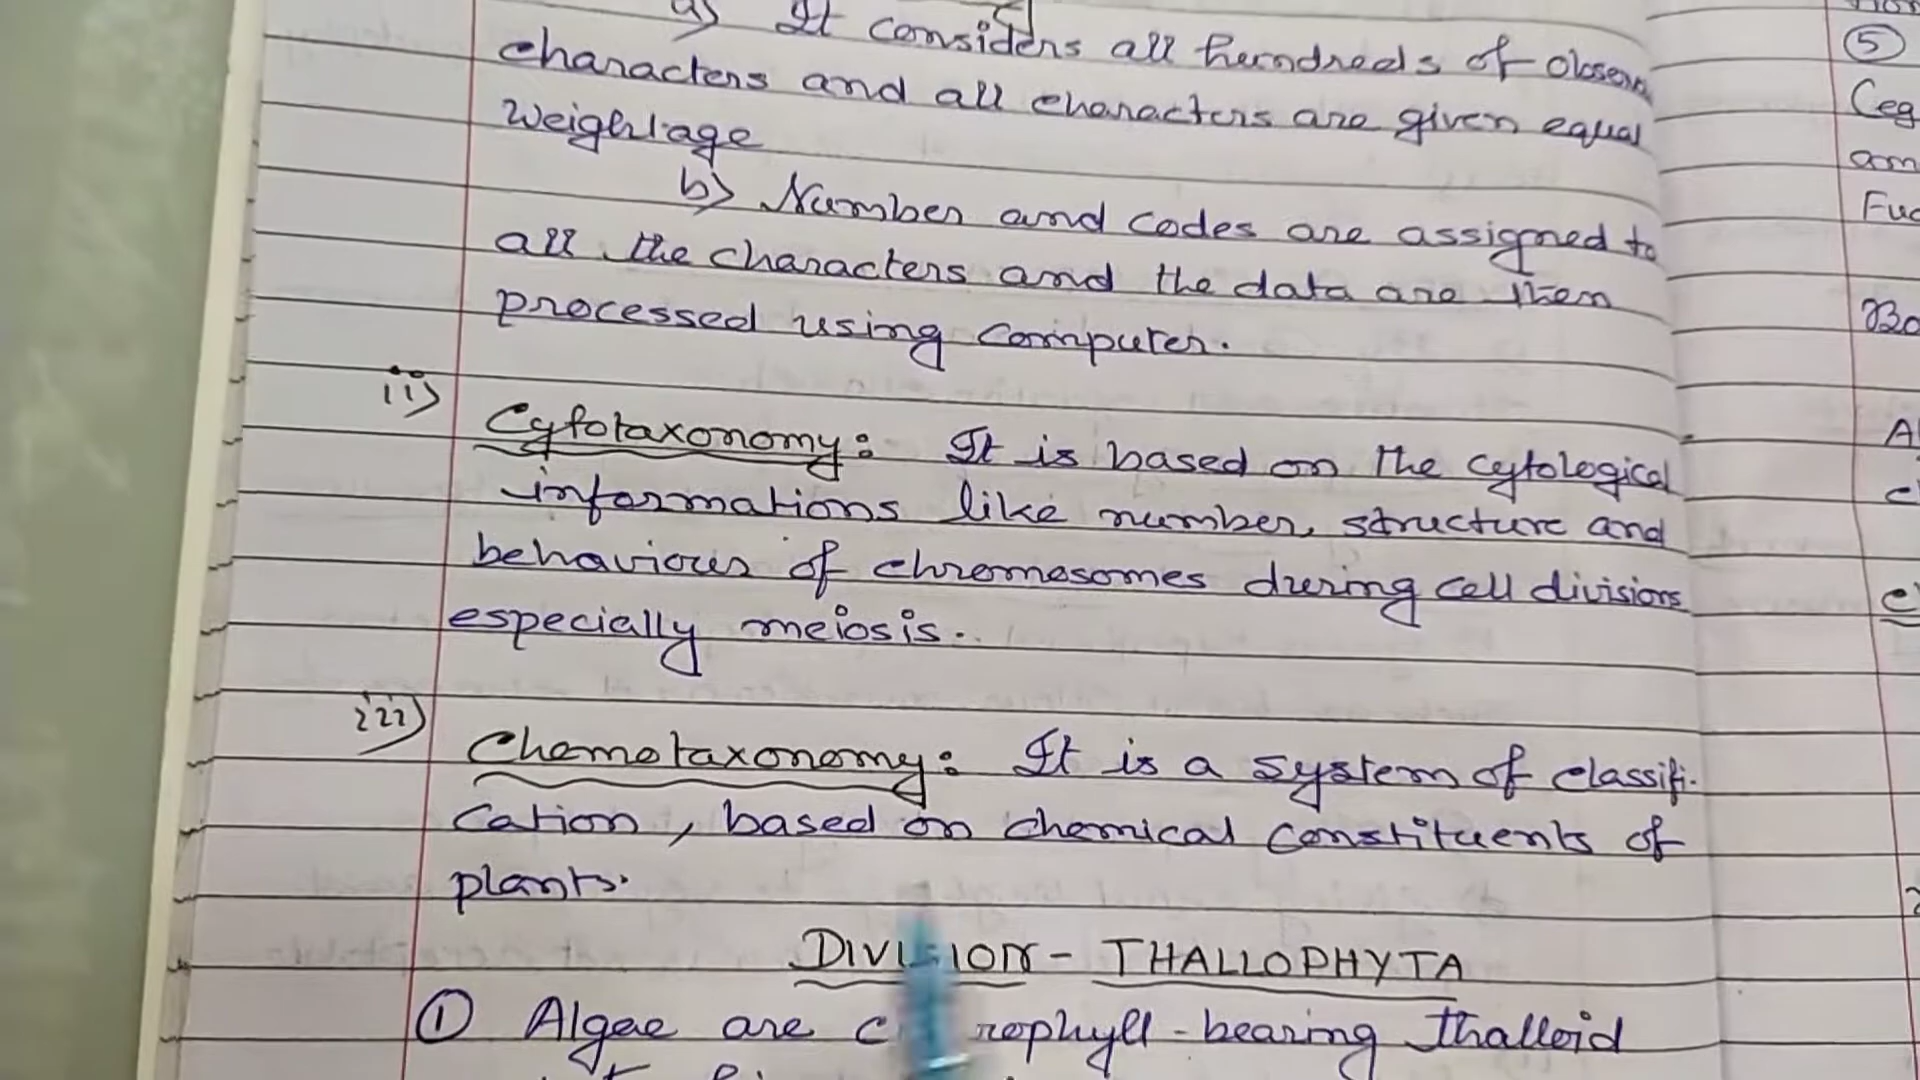 a) It considers all hundreds of
characters and all characters are given equal
Weightage
b) Number and codes are assigned to
all the characters and the data are then
processed using Computer.
ii)
Cytotaxonomy: It is based on the cytological
informations like number, structure and
behaviour of chromosomes during cell divisions
especially meiosis.
iii)
Chemotaxonomy: It is a system of classifi-
cation, based on chemical constituents of
plants.
DIVISION - THALLOPHYTA
① Algae are rophyll-bearing thalloid
⑤